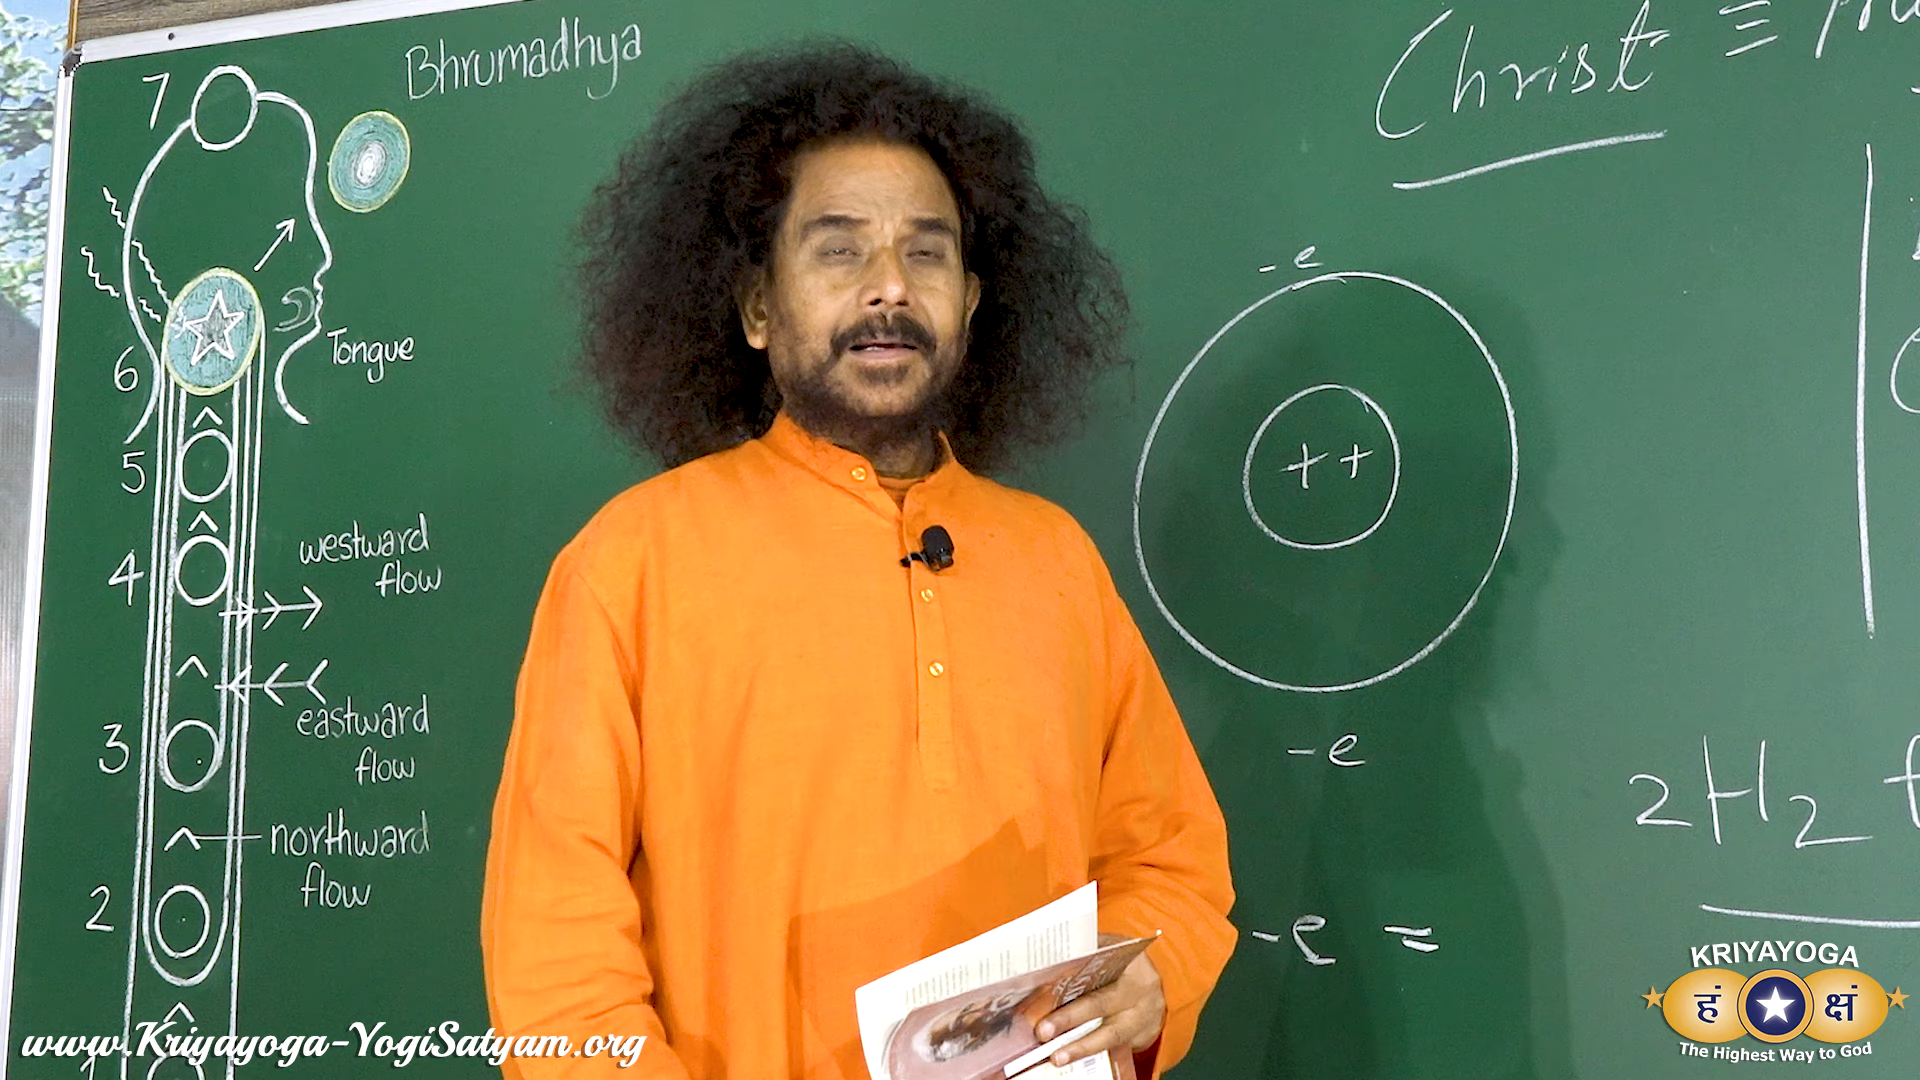 Bhrumadhya
Christ ≡
7
-e
Tongue
6
+ +
5
westward
flow
4
eastward
flow
3
-e
2H₂
northward
flow
2
-e =
1
KRIYAYOGA
हं क्षं
The Highest Way to God
www.Kriyayoga-YogiSatyam.org